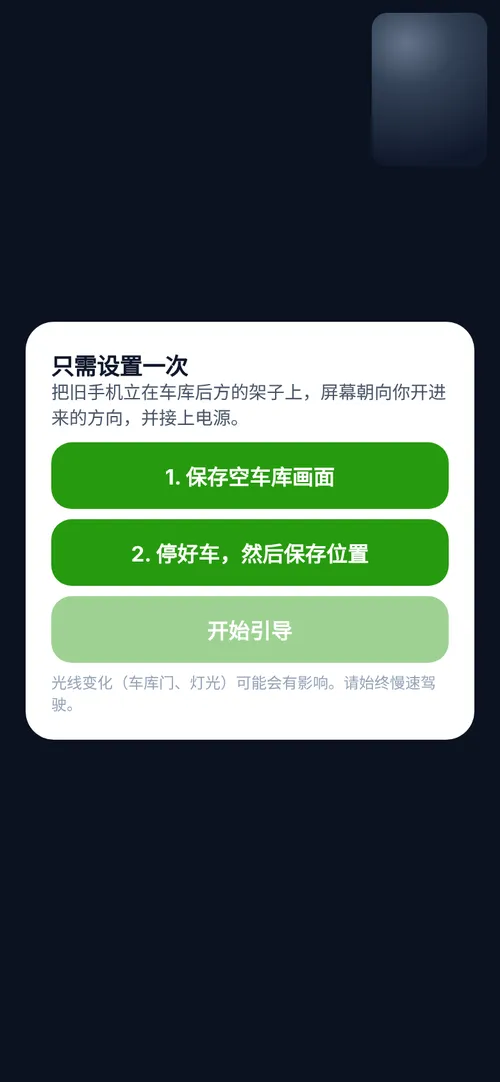 只需设置一次
把旧手机立在车库后方的架子上，屏幕朝向你开进
来的方向，并接上电源。
1. 保存空车库画面
2. 停好车，然后保存位置
开始引导
光线变化（车库门、灯光）可能会有影响。请始终慢速驾
驶。